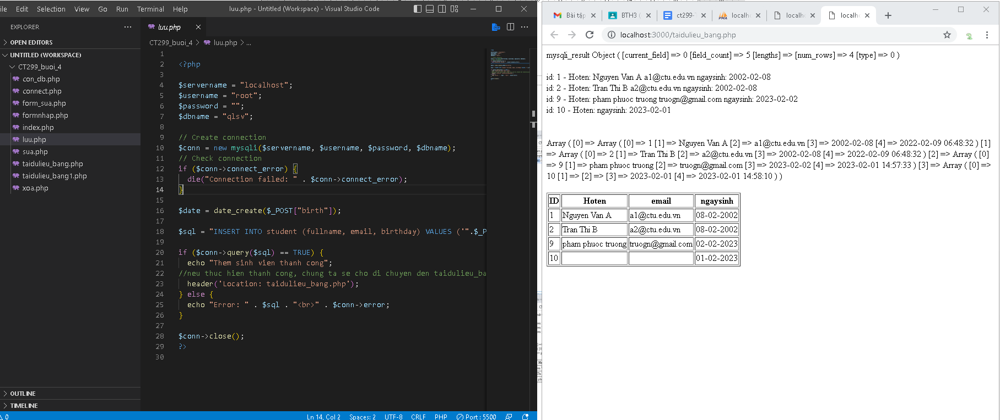 ile Edit Selection View Go Run Terminal Help luu.php - Untitled (Workspace) - Visual Studio Code
EXPLORER
OPEN EDITORS
UNTITLED (WORKSPACE)
CT299_buoi_4
con_db.php
connect.php
form_sua.php
formnhap.php
index.php
luu.php
sua.php
taidulieu_bang.php
taidulieu_bang1.php
xoa.php
OUTLINE
TIMELINE
luu.php
CT299_buoi_4 > luu.php > ...
1
2 <?php
3
4 $servername = "localhost";
5 $username = "root";
6 $password = "";
7 $dbname = "qlsv";
8
9 // Create connection
10 $conn = new mysqli($servername, $username, $password, $dbname);
11 // Check connection
12 if ($conn->connect_error) {
13 die("Connection failed: " . $conn->connect_error);
14 }
15
16 $date = date_create($_POST["birth"]);
17
18 $sql = "INSERT INTO student (fullname, email, birthday) VALUES ('".$_P
19
20 if ($conn->query($sql) == TRUE) {
21 echo "Them sinh vien thanh cong";
22 //neu thuc hien thanh cong, chung ta se cho di chuyen den taidulieu_ba
23 header('Location: taidulieu_bang.php');
24 } else {
25 echo "Error: " . $sql . "<br>" . $conn->error;
26 }
27
28 $conn->close();
29 ?>
30
0 Ln 14, Col 2 Spaces: 2 UTF-8 CRLF PHP Port : 5500
Bài tập BTH3 ( ct299- localh localh localh
localhost:3000/taidulieu_bang.php
mysqli_result Object ( [current_field] => 0 [field_count] => 5 [lengths] => [num_rows] => 4 [type] => 0 )
id: 1 - Hoten: Nguyen Van A a1@ctu.edu.vn ngaysinh: 2002-02-08
id: 2 - Hoten: Tran Thi B a2@ctu.edu.vn ngaysinh: 2002-02-08
id: 9 - Hoten: pham phuoc truong truogn@gmail.com ngaysinh: 2023-02-02
id: 10 - Hoten: ngaysinh: 2023-02-01
Array ( [0] => Array ( [0] => 1 [1] => Nguyen Van A [2] => a1@ctu.edu.vn [3] => 2002-02-08 [4] => 2022-02-09 06:48:32 ) [1]
=> Array ( [0] => 2 [1] => Tran Thi B [2] => a2@ctu.edu.vn [3] => 2002-02-08 [4] => 2022-02-09 06:48:32 ) [2] => Array ( [0]
=> 9 [1] => pham phuoc truong [2] => truogn@gmail.com [3] => 2023-02-02 [4] => 2023-02-01 14:57:33 ) [3] => Array ( [0] =>
10 [1] => [2] => [3] => 2023-02-01 [4] => 2023-02-01 14:58:10 ) )
ID Hoten email ngaysinh
1 Nguyen Van A a1@ctu.edu.vn 08-02-2002
2 Tran Thi B a2@ctu.edu.vn 08-02-2002
9 pham phuoc truong truogn@gmail.com 02-02-2023
10 01-02-2023